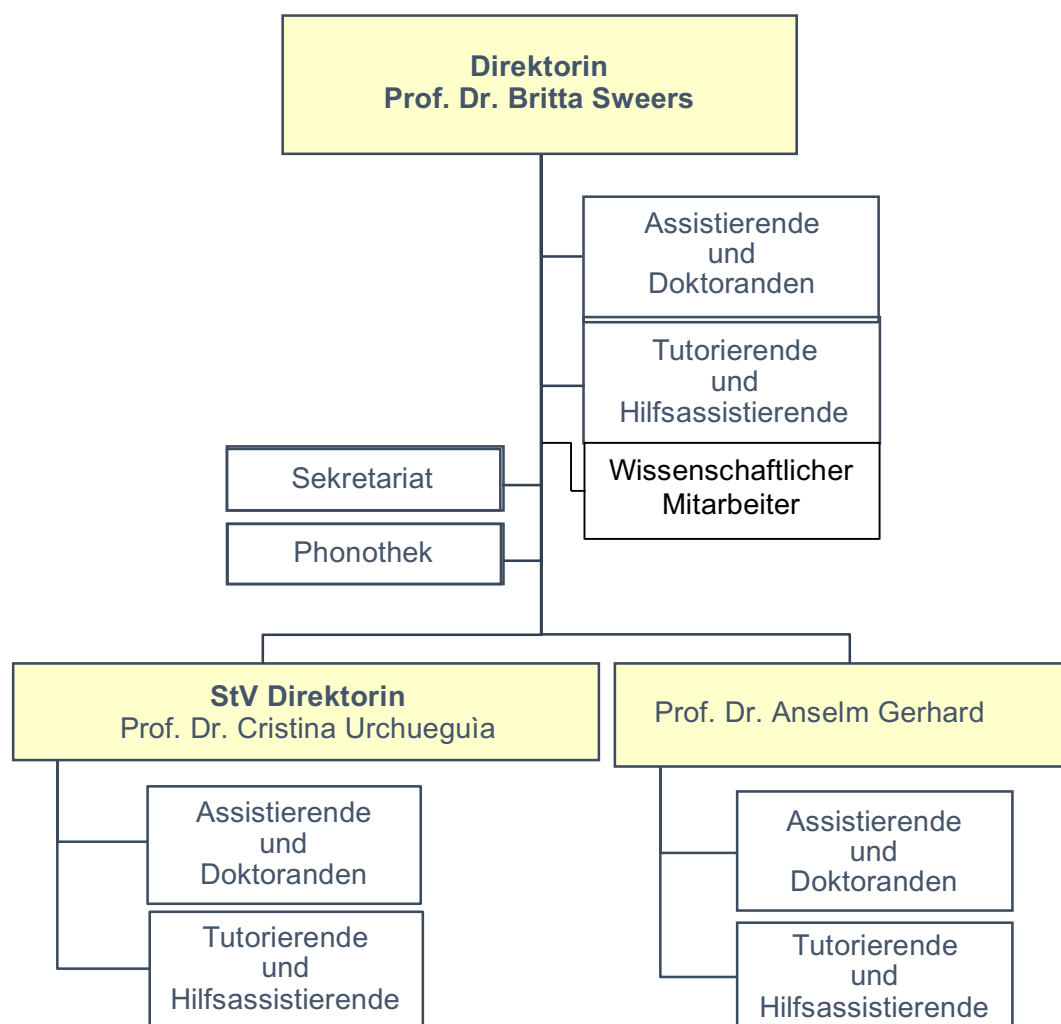 Direktorin
Prof. Dr. Britta Sweers
Assistierende
und
Doktoranden
Tutorierende
und
Hilfsassistierende
Wissenschaftlicher
Mitarbeiter
Sekretariat
Phonothek
StV Direktorin
Prof. Dr. Cristina Urchueguìa
Prof. Dr. Anselm Gerhard
Assistierende
und
Doktoranden
Tutorierende
und
Hilfsassistierende
Assistierende
und
Doktoranden
Tutorierende
und
Hilfsassistierende